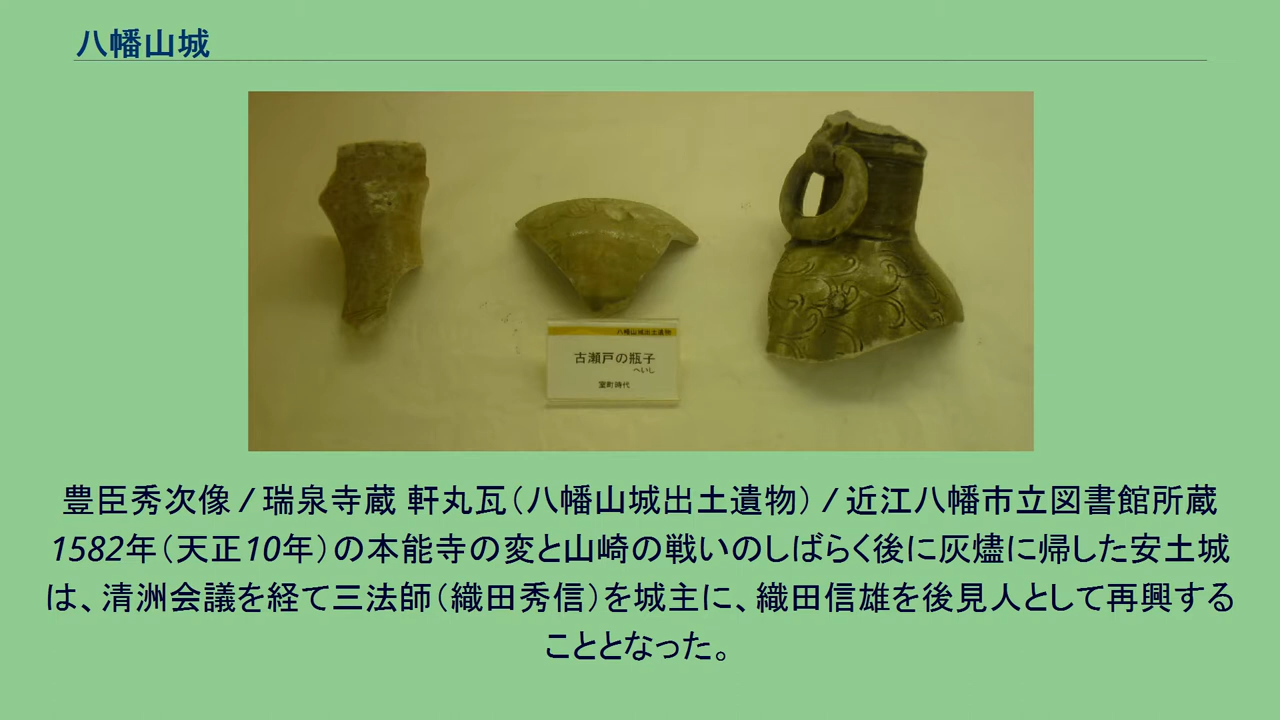 八幡山城
八幡山城出土遺物
古瀬戸の瓶子
へいし
室町時代
豊臣秀次像 / 瑞泉寺蔵 軒丸瓦（八幡山城出土遺物） / 近江八幡市立図書館所蔵
1582年（天正10年）の本能寺の変と山崎の戦いのしばらく後に灰燼に帰した安土城
は、清洲会議を経て三法師（織田秀信）を城主に、織田信雄を後見人として再興する
こととなった。